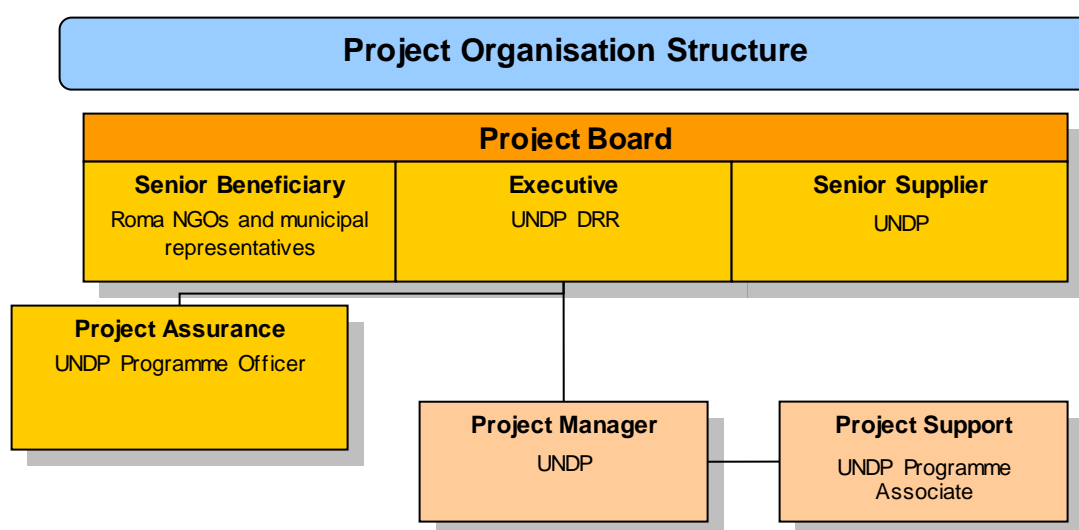 Project Organisation Structure
Project Board
Senior Beneficiary
Roma NGOs and municipal
representatives
Executive
UNDP DRR
Senior Supplier
UNDP
Project Assurance
UNDP Programme Officer
Project Manager
UNDP
Project Support
UNDP Programme
Associate